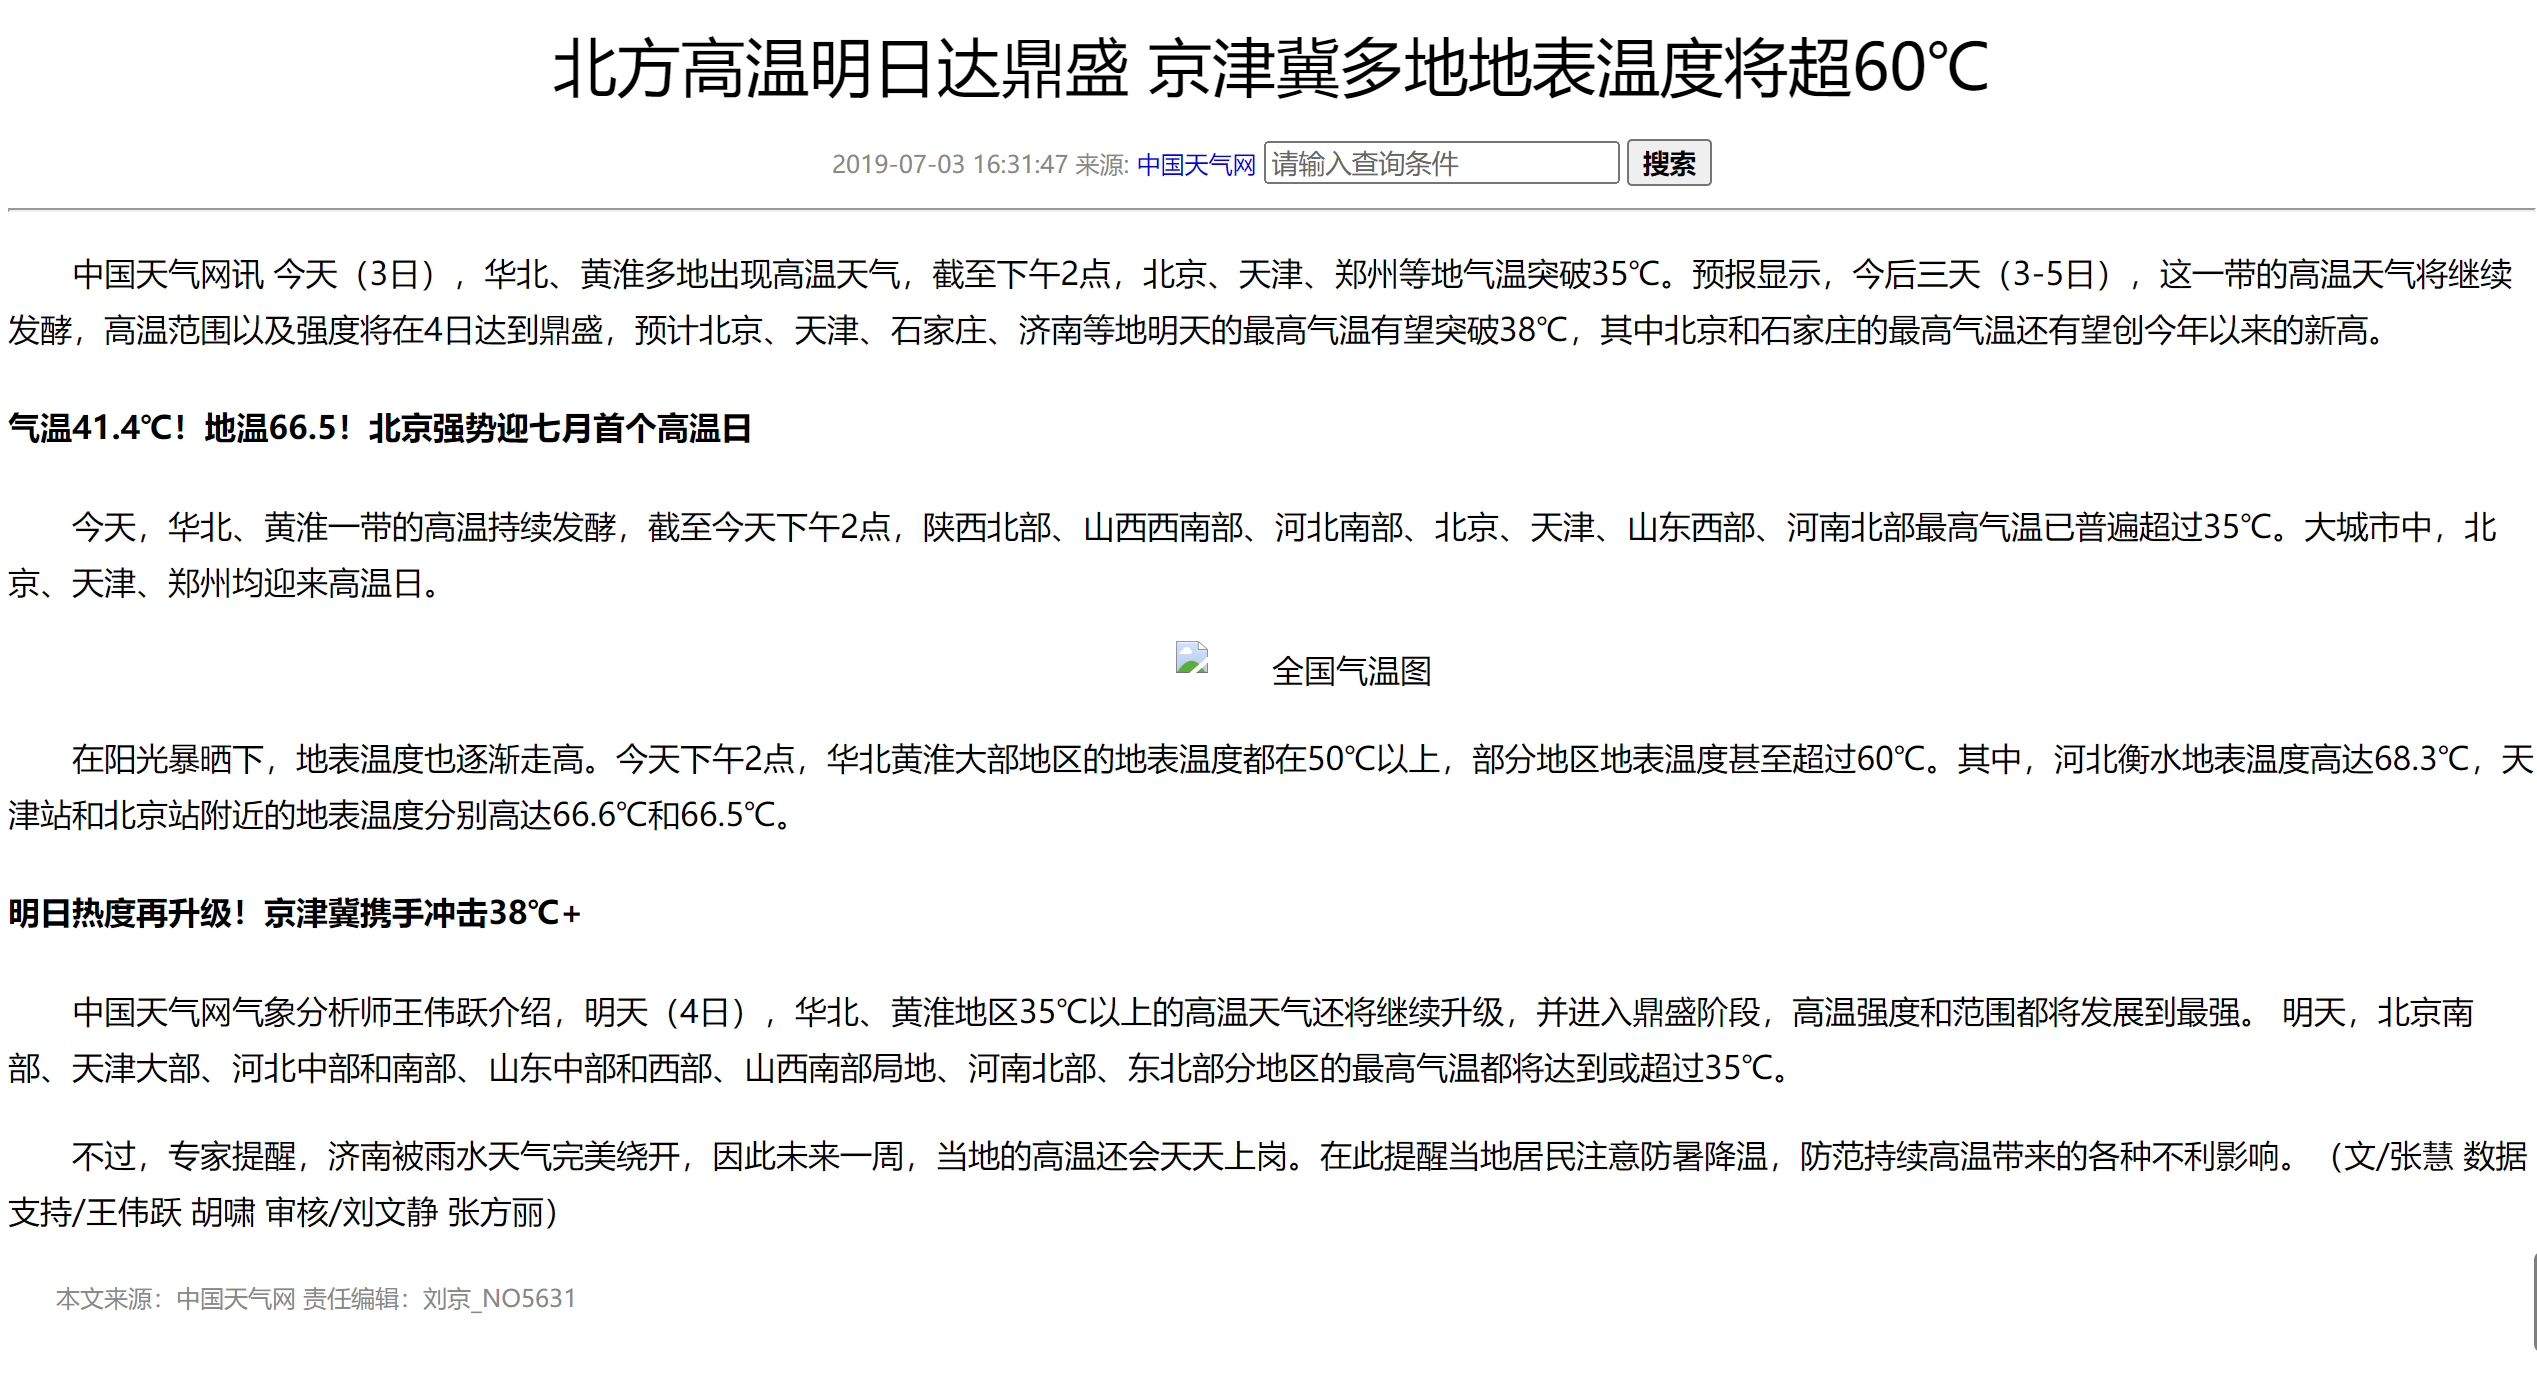 北方高温明日达鼎盛 京津冀多地地表温度将超60℃
2019-07-03 16:31:47 来源: 中国天气网 请输入查询条件 搜索
中国天气网讯 今天（3日），华北、黄淮多地出现高温天气，截至下午2点，北京、天津、郑州等地气温突破35℃。预报显示，今后三天（3-5日），这一带的高温天气将继续
发酵，高温范围以及强度将在4日达到鼎盛，预计北京、天津、石家庄、济南等地明天的最高气温有望突破38℃，其中北京和石家庄的最高气温还有望创今年以来的新高。
气温41.4℃！地温66.5！北京强势迎七月首个高温日
今天，华北、黄淮一带的高温持续发酵，截至今天下午2点，陕西北部、山西西南部、河北南部、北京、天津、山东西部、河南北部最高气温已普遍超过35℃。大城市中，北
京、天津、郑州均迎来高温日。
全国气温图
在阳光暴晒下，地表温度也逐渐走高。今天下午2点，华北黄淮大部地区的地表温度都在50℃以上，部分地区地表温度甚至超过60℃。其中，河北衡水地表温度高达68.3℃，天
津站和北京站附近的地表温度分别高达66.6℃和66.5℃。
明日热度再升级！京津冀携手冲击38℃+
中国天气网气象分析师王伟跃介绍，明天（4日），华北、黄淮地区35℃以上的高温天气还将继续升级，并进入鼎盛阶段，高温强度和范围都将发展到最强。 明天，北京南
部、天津大部、河北中部和南部、山东中部和西部、山西南部局地、河南北部、东北部分地区的最高气温都将达到或超过35℃。
不过，专家提醒，济南被雨水天气完美绕开，因此未来一周，当地的高温还会天天上岗。在此提醒当地居民注意防暑降温，防范持续高温带来的各种不利影响。（文/张慧 数据
支持/王伟跃 胡啸 审核/刘文静 张方丽）
本文来源：中国天气网 责任编辑：刘京_NO5631